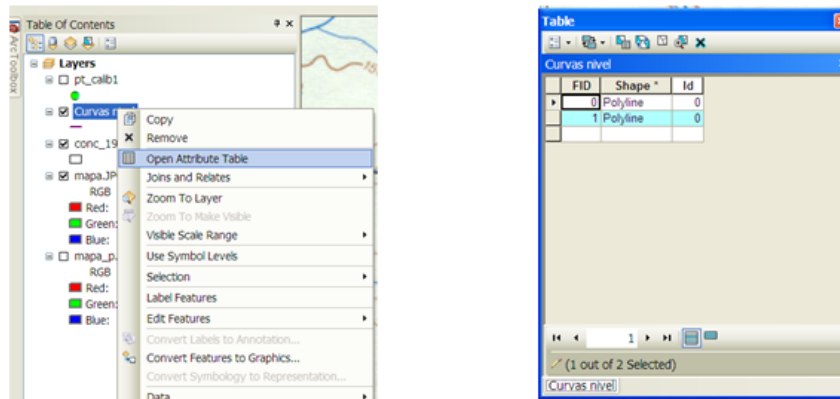 Table Of Contents
ArcToolbox
Layers
pt_calb1
Curvas
conc_19
mapa.JP
RGB
Red:
Green:
Blue:
mapa_p.
RGB
Red:
Green:
Blue:
Copy
Remove
Open Attribute Table
Joins and Relates
Zoom To Layer
Zoom To Make Visible
Visible Scale Range
Use Symbol Levels
Selection
Label Features
Edit Features
Convert Labels to Annotation...
Convert Features to Graphics...
Convert Symbology to Representation...
Data
Table
Curvas nivel
FID Shape * Id
0 Polyline 0
1 Polyline 0
1
(1 out of 2 Selected)
Curvas nivel